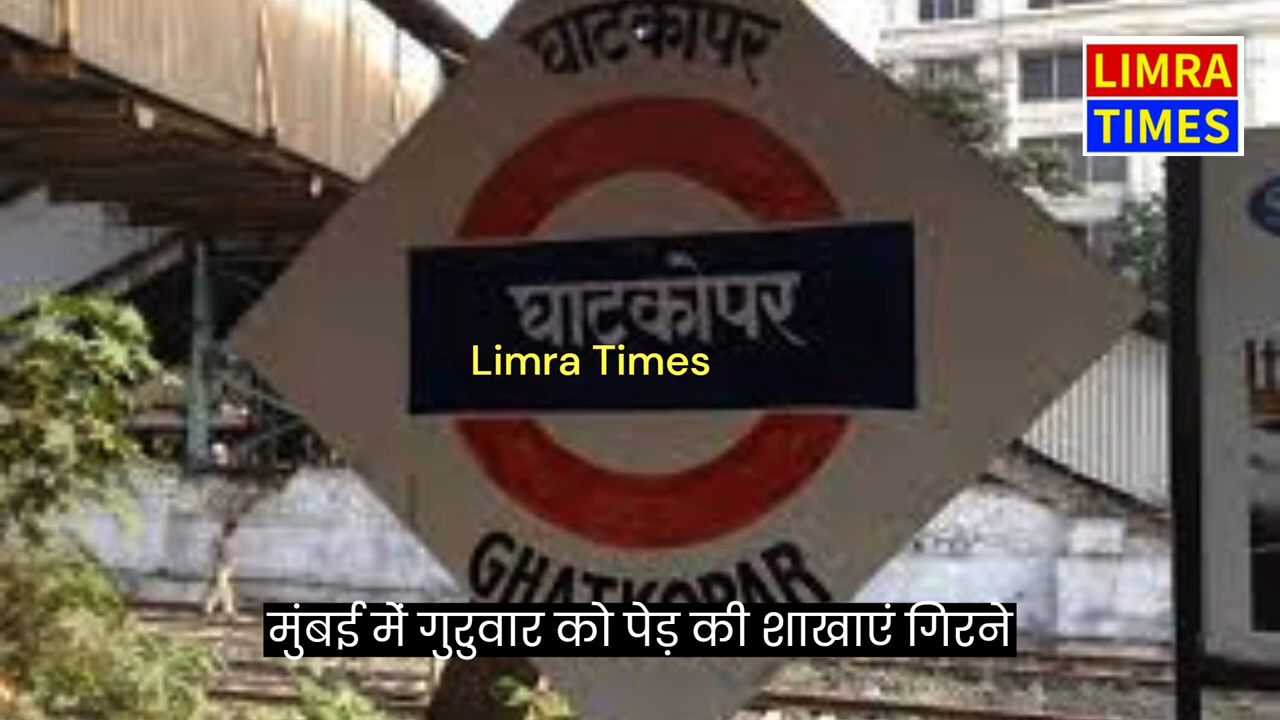 घाटकोपर
LIMRA
TIMES
घाटकोपर
Limra Times
GHATKOPAR
मुंबई में गुरुवार को पेड़ की शाखाएं गिरने